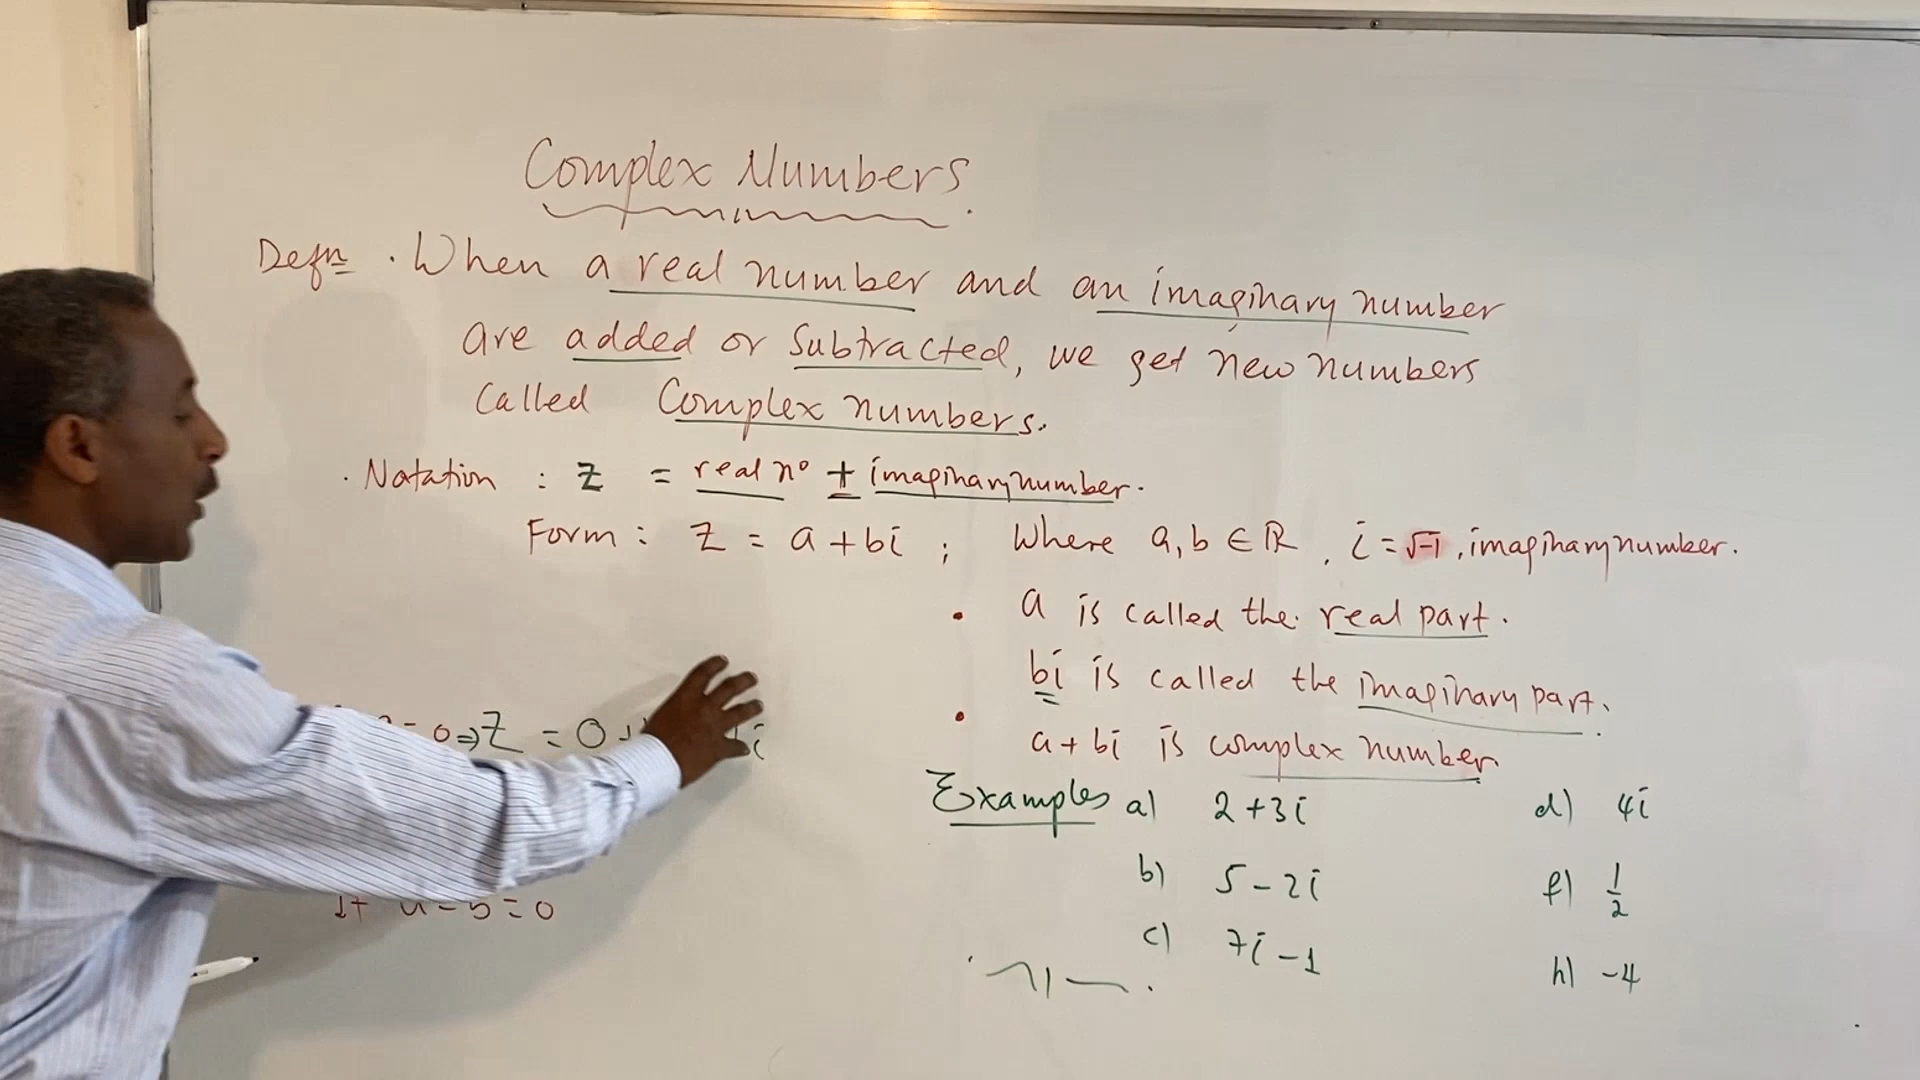 Complex Numbers.
Defn . When a real number and an imaginary number
are added or Subtracted, we get new numbers
Called Complex numbers.
. Notation : Z = real nº ± imaginary number.
Form : Z = a + bi ; Where a, b ∈ ℝ, i = √-1, imaginary number.
• a is called the real part.
bi is called the imaginary part.
• a + bi is complex number.
= 0 ⇒ Z = 0 + i
Examples a) 2 + 3i d) 4i
b) 5 - 2i f) 1/2
c) 7i - 1 h) -4
= 0